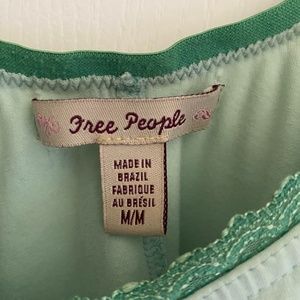 Free People
MADE IN
BRAZIL
FABRIQUE
AU BRÉSIL
M/M